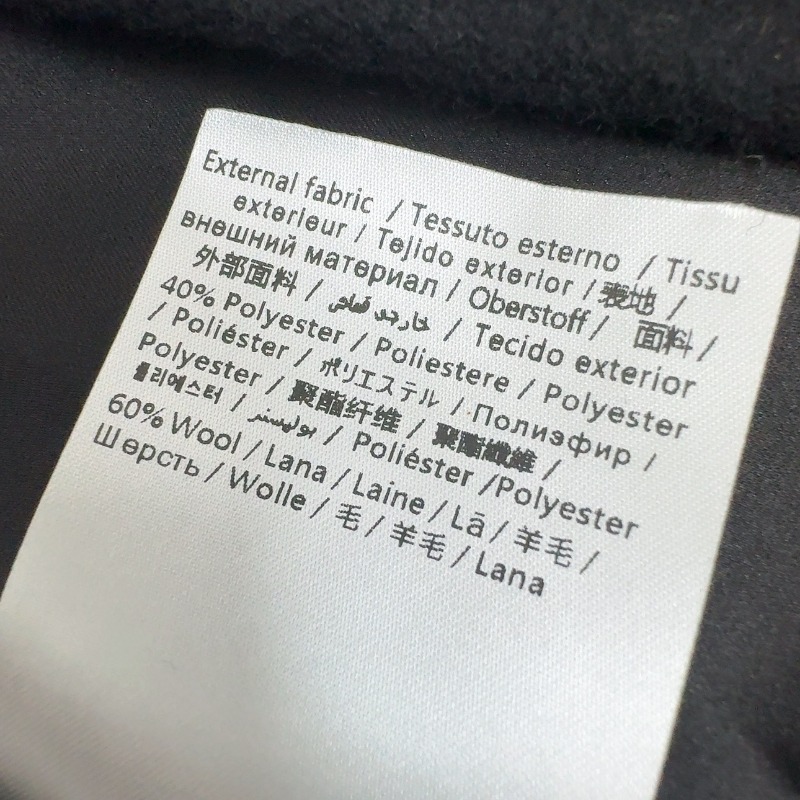 External fabric / Tessuto esterno / Tissu
exterieur / Tejido exterior / 表地 /
внешний материал / Oberstoff / 面料 /
外部面料 / خارجي قماش / Tecido exterior
40% Polyester / Poliestere / Polyester
/ Poliéster / ポリエステル / Полиэфир /
Polyester / 聚酯纤维 / 聚酯纖維 /
폴리에스터 / بوليستر / Poliéster /Polyester
60% Wool / Lana / Laine / Lã / 羊毛 /
Шерсть / Wolle / 毛 / 羊毛 / Lana